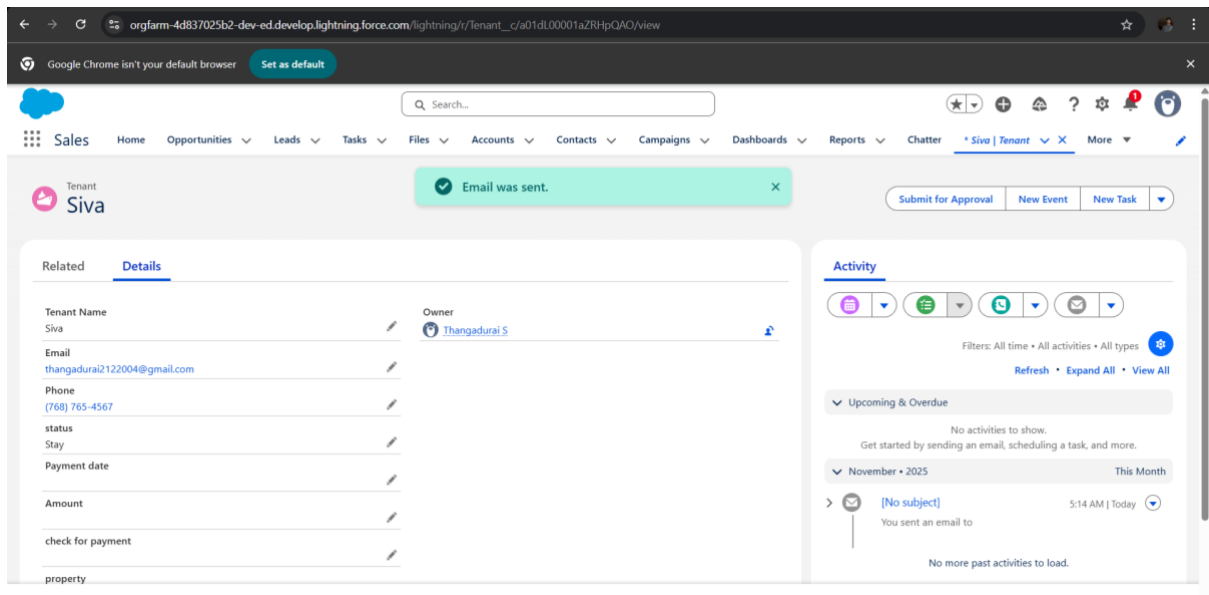 orgfarm-4d837025b2-dev-ed.develop.lightning.force.com/lightning/r/Tenant__c/a01dL00001aZRHpQAO/view
Google Chrome isn't your default browser Set as default
Search...
1
Sales Home Opportunities Leads Tasks Files Accounts Contacts Campaigns Dashboards Reports Chatter * Siva | Tenant More
Tenant
Siva
Email was sent.
Submit for Approval New Event New Task
Related Details
Tenant Name
Siva
Email
thangadurai2122004@gmail.com
Phone
(768) 765-4567
status
Stay
Payment date
Amount
check for payment
property
Owner
Thangadurai S
Activity
Filters: All time • All activities • All types
Refresh • Expand All • View All
Upcoming & Overdue
No activities to show.
Get started by sending an email, scheduling a task, and more.
November • 2025 This Month
[No subject] 5:14 AM | Today
You sent an email to
No more past activities to load.